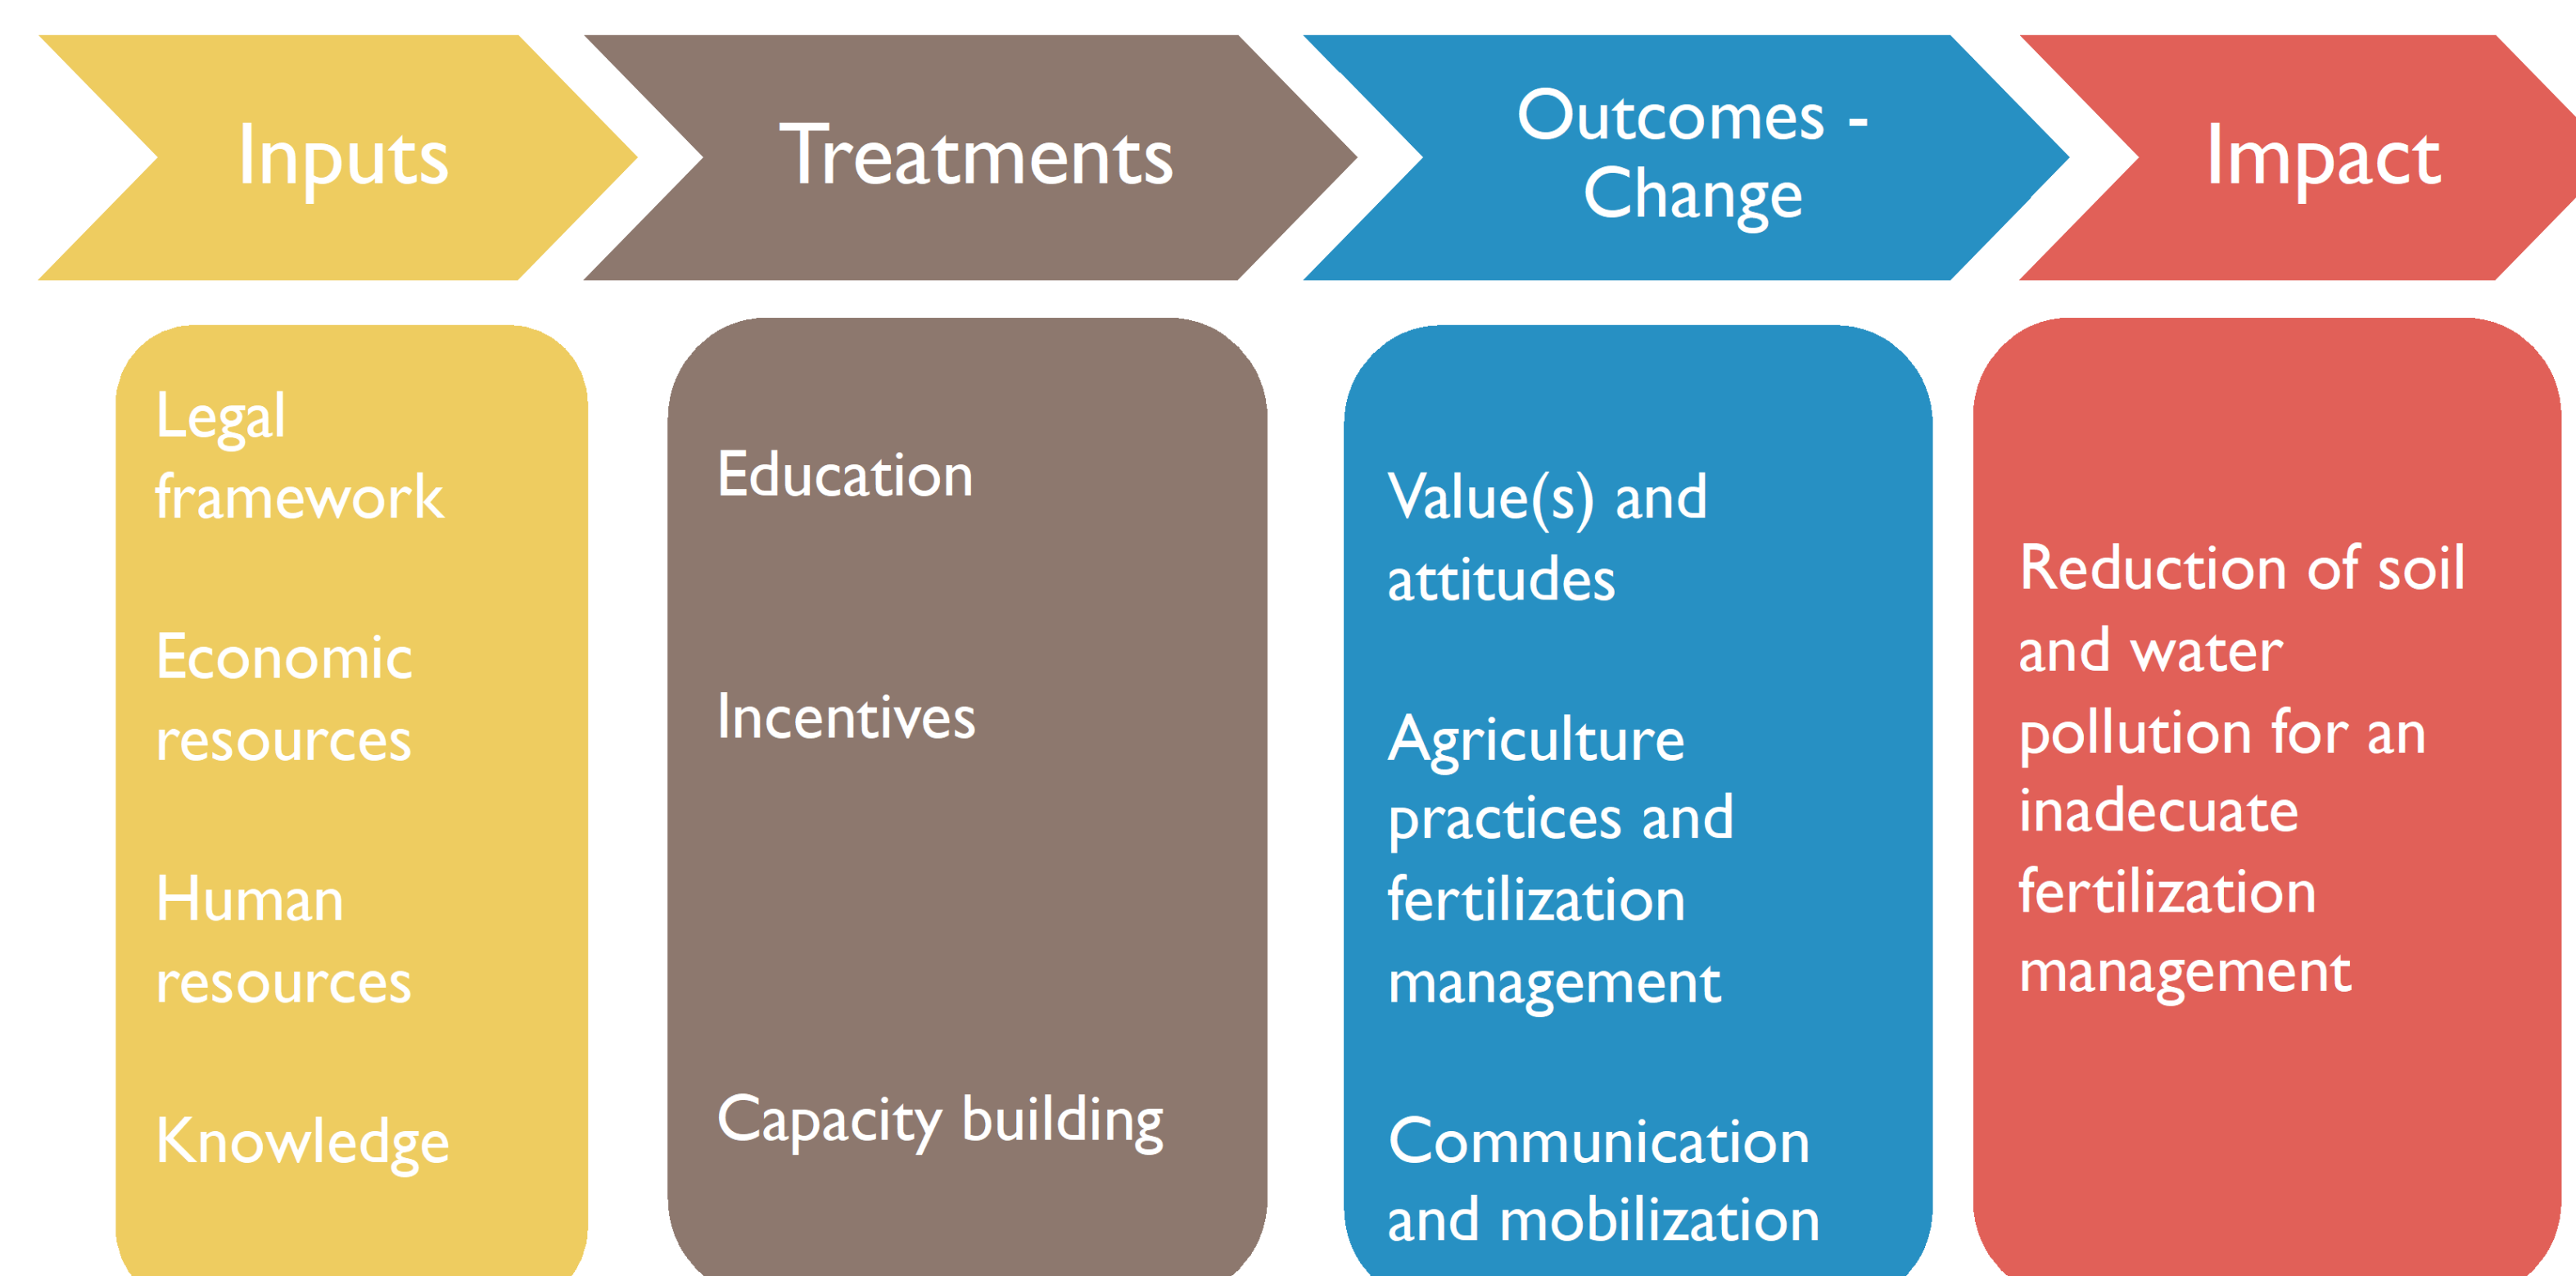 Inputs
Treatments
Outcomes -
Change
Impact
Legal
framework
Economic
resources
Human
resources
Knowledge
Education
Incentives
Capacity building
Value(s) and
attitudes
Agriculture
practices and
fertilization
management
Communication
and mobilization
Reduction of soil
and water
pollution for an
inadecuate
fertilization
management